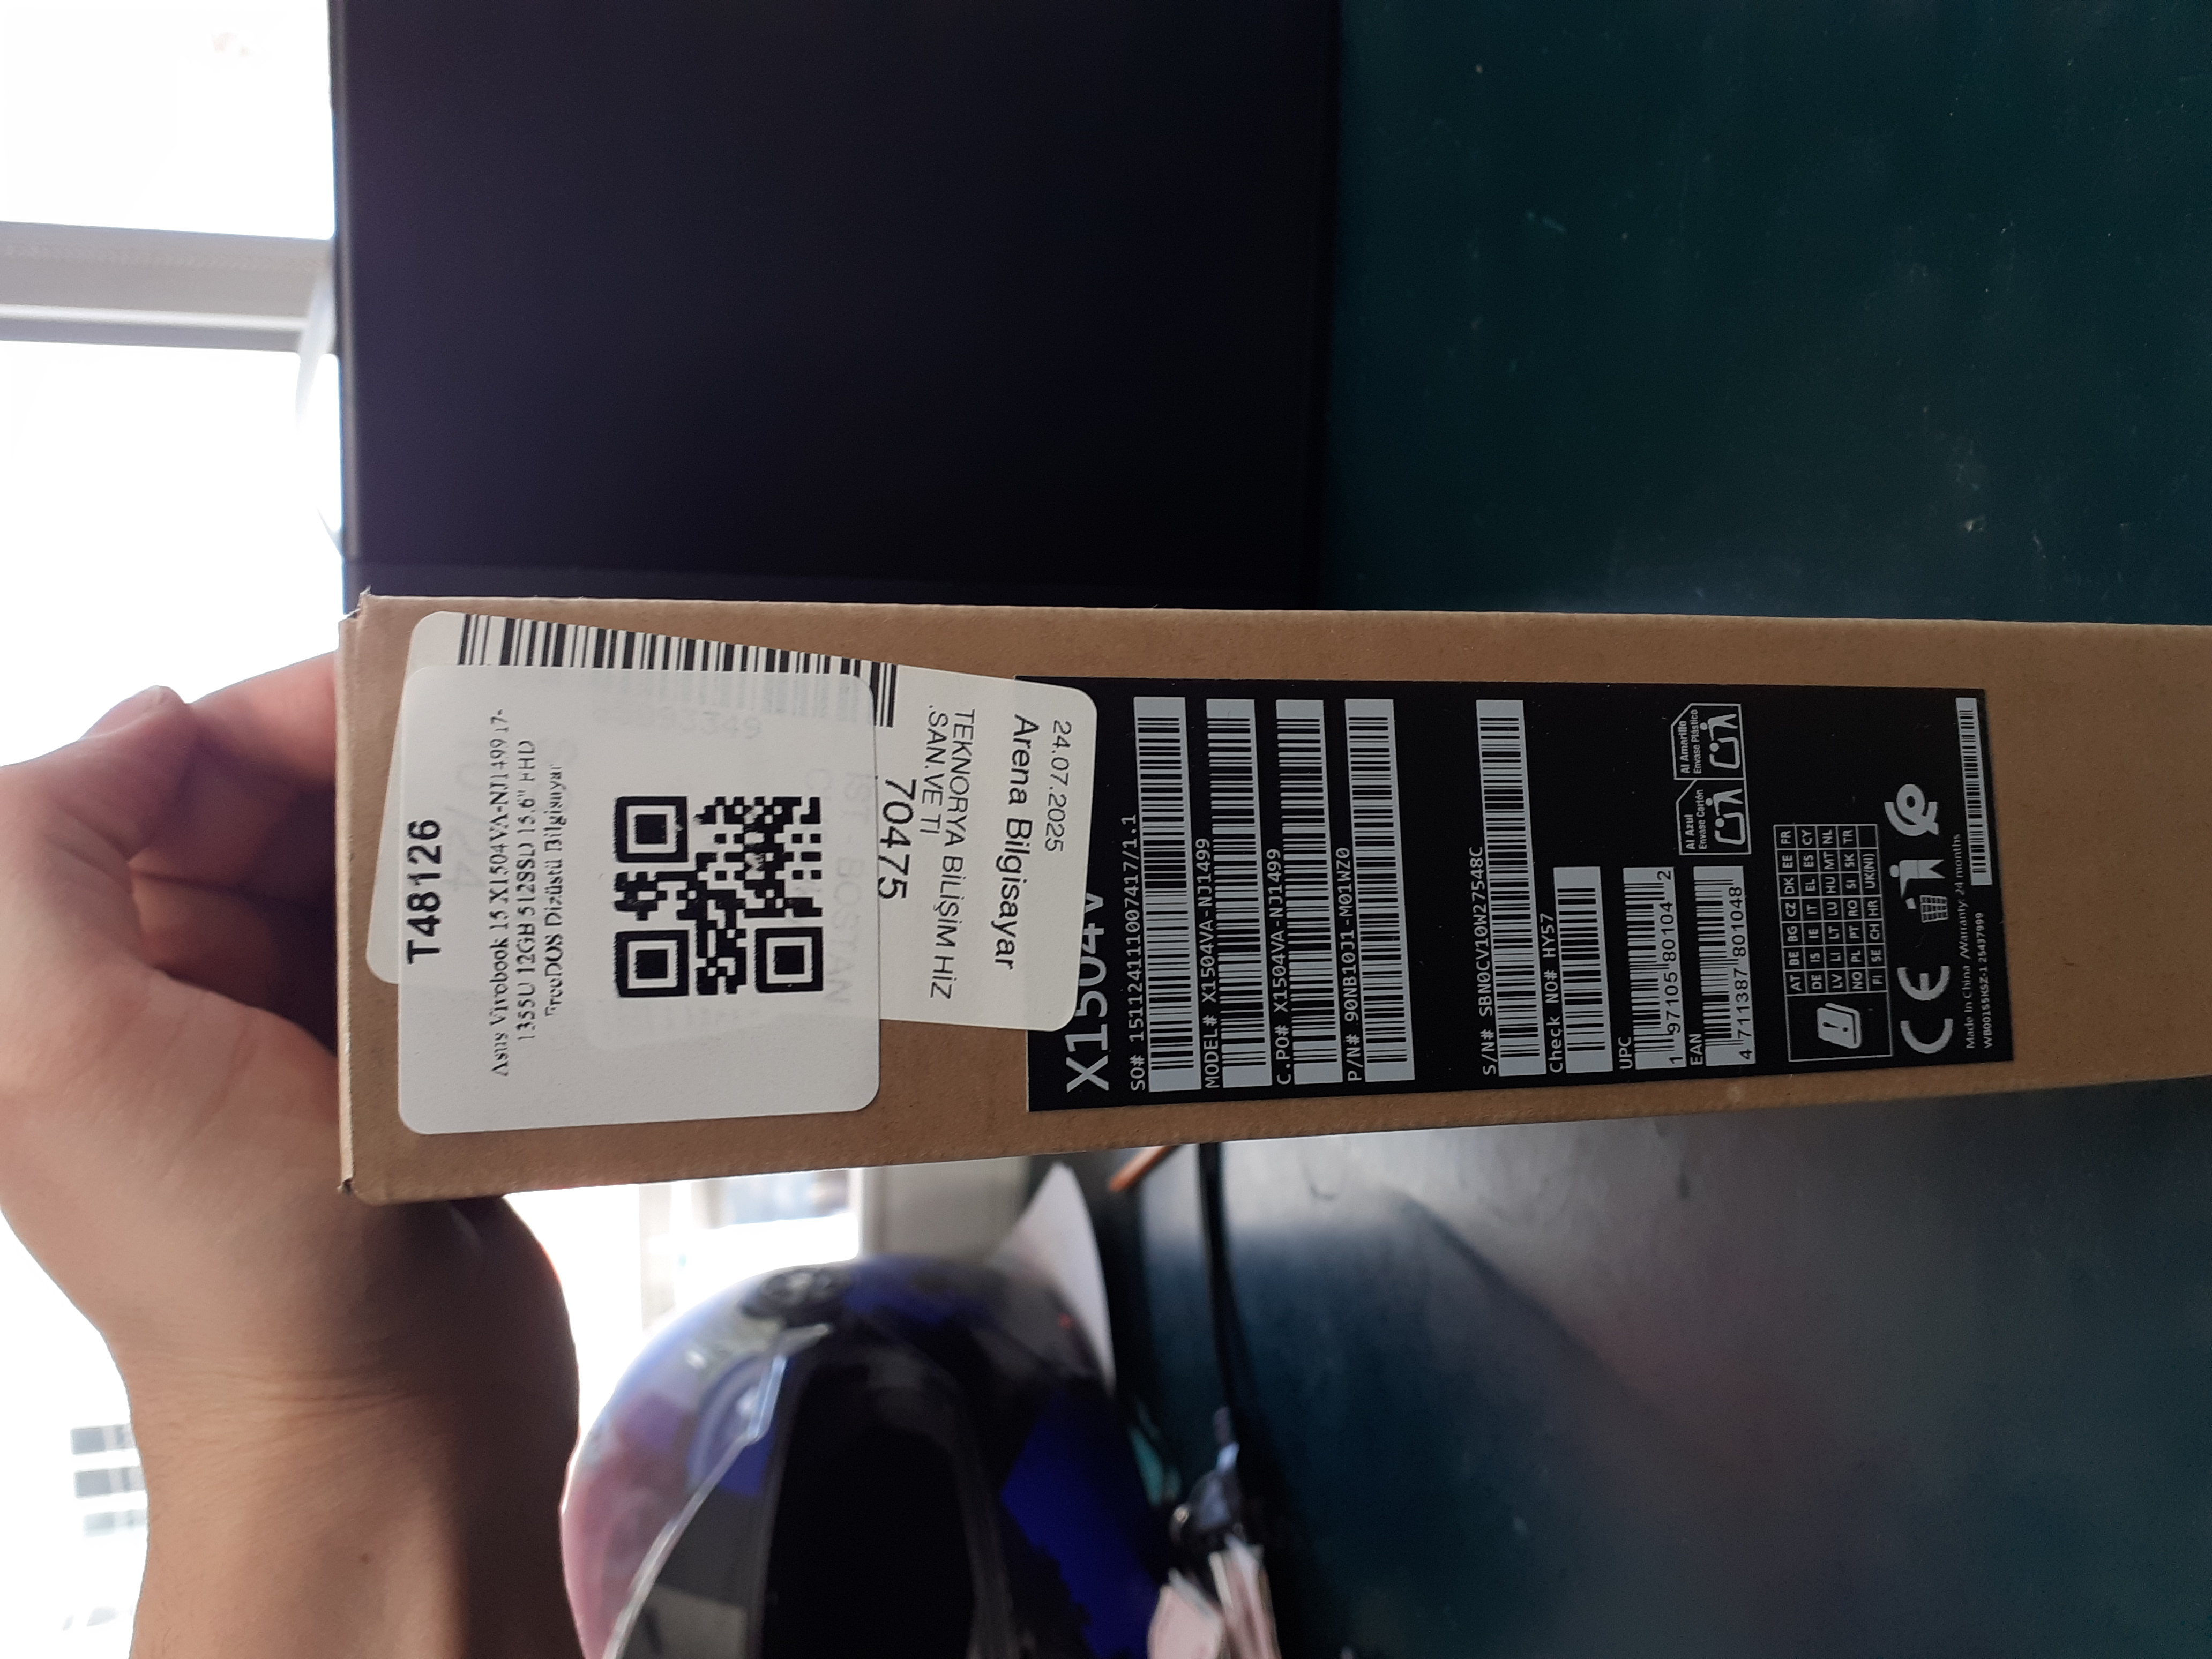 T48126
Asus Vivobook 15 X1504VA-NJ1499 i7-
1355U 12GB 512SSD 15.6" FHD
FreeDOS Dizüstü Bilgisayar
70475
TEKNORYA BİLİŞİM HİZ
.SAN.VE Tİ
Arena Bilgisayar
24.07.2025
X1504V
SO# 151124111007417/1.1
MODEL# X1504VA-NJ1499
C.PO# X1504VA-NJ1499
P/N# 90NB10J1-M01WZ0
S/N# SBN0CV10W27548C
Check NO# HY57
UPC
1 97105 80104 2
EAN
4 711387 801048
Al Azul
Envase Cartón
Al Amarillo
Envase Plástico
AT BE BG CZ DK EE FR
DE IS IE IT EL ES CY
LV LI LT LU HU MT NL
NO PL PT RO SI SK TR
FI SE CH HR UK(NI)
CE
Made In China /Warranty: 24 months